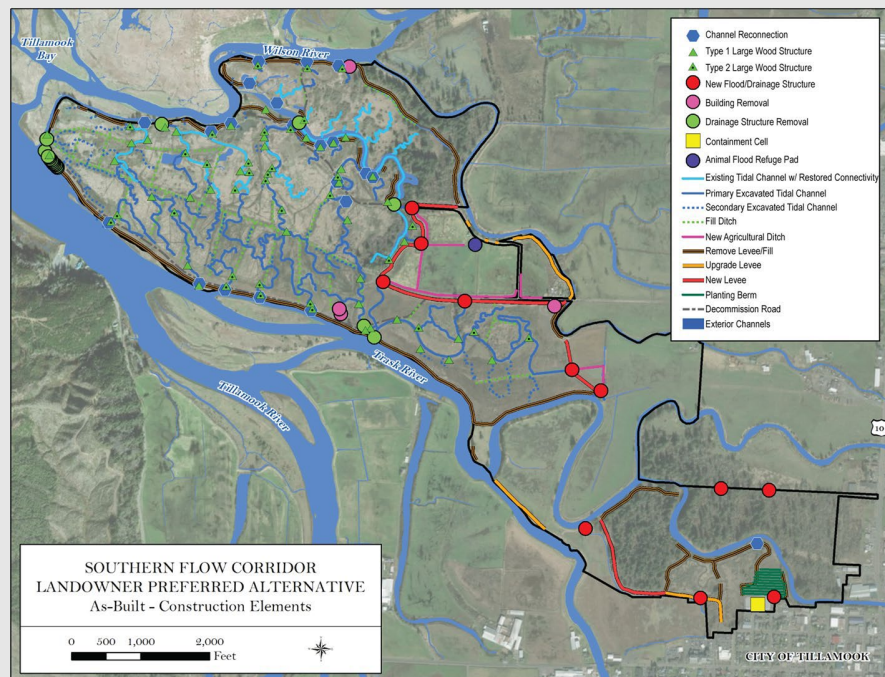 Tillamook
Bay
Wilson River
Channel Reconnection
Type 1 Large Wood Structure
Type 2 Large Wood Structure
New Flood/Drainage Structure
Building Removal
Drainage Structure Removal
Containment Cell
Animal Flood Refuge Pad
Existing Tidal Channel w/ Restored Connectivity
Primary Excavated Tidal Channel
Secondary Excavated Tidal Channel
Fill Ditch
New Agricultural Ditch
Remove Levee/Fill
Upgrade Levee
New Levee
Planting Berm
Decommission Road
Exterior Channels
Trask River
Tillamook River
10
SOUTHERN FLOW CORRIDOR
LANDOWNER PREFERRED ALTERNATIVE
As-Built - Construction Elements
0 500 1,000 2,000
Feet
CITY OF TILLAMOOK